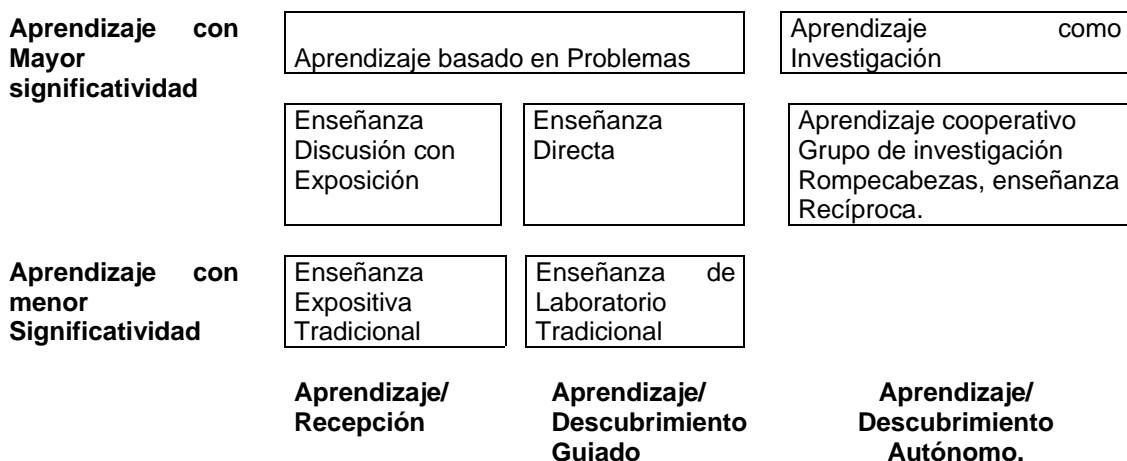 Aprendizaje con
Mayor
significatividad
Aprendizaje basado en Problemas
Aprendizaje como
Investigación
Enseñanza
Discusión con
Exposición
Enseñanza
Directa
Aprendizaje cooperativo
Grupo de investigación
Rompecabezas, enseñanza
Recíproca.
Aprendizaje con
menor
Significatividad
Enseñanza
Expositiva
Tradicional
Enseñanza de
Laboratorio
Tradicional
Aprendizaje/
Recepción
Aprendizaje/
Descubrimiento
Guiado
Aprendizaje/
Descubrimiento
Autónomo.